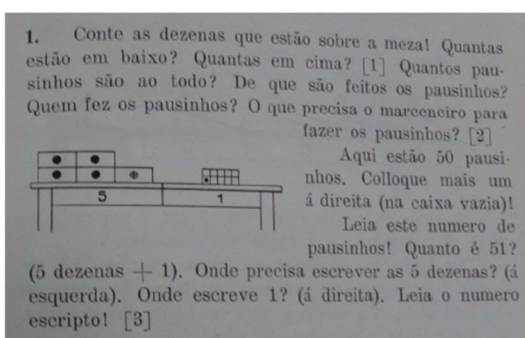 1. Conte as dezenas que estão sobre a meza! Quantas
estão em baixo? Quantas em cima? [1] Quantos pau-
sinhos são ao todo? De que são feitos os pausinhos?
Quem fez os pausinhos? O que precisa o marceneiro para
fazer os pausinhos? [2]
Aqui estão 50 pausi-
nhos. Colloque mais um
á direita (na caixa vazia)!
Leia este numero de
pausinhos! Quanto é 51?
5 1
(5 dezenas + 1). Onde precisa escrever as 5 dezenas? (á
esquerda). Onde escreve 1? (á direita). Leia o numero
escripto! [3]